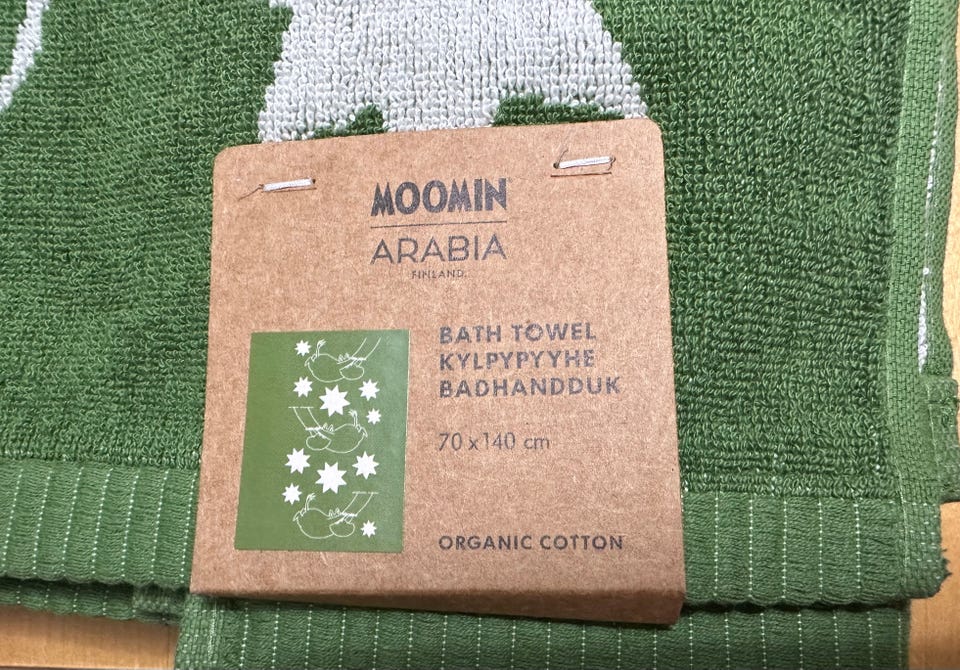 MOOMIN
ARABIA
FINLAND
BATH TOWEL
KYLPYPYYHE
BADHANDDUK
70 x 140 cm
ORGANIC COTTON